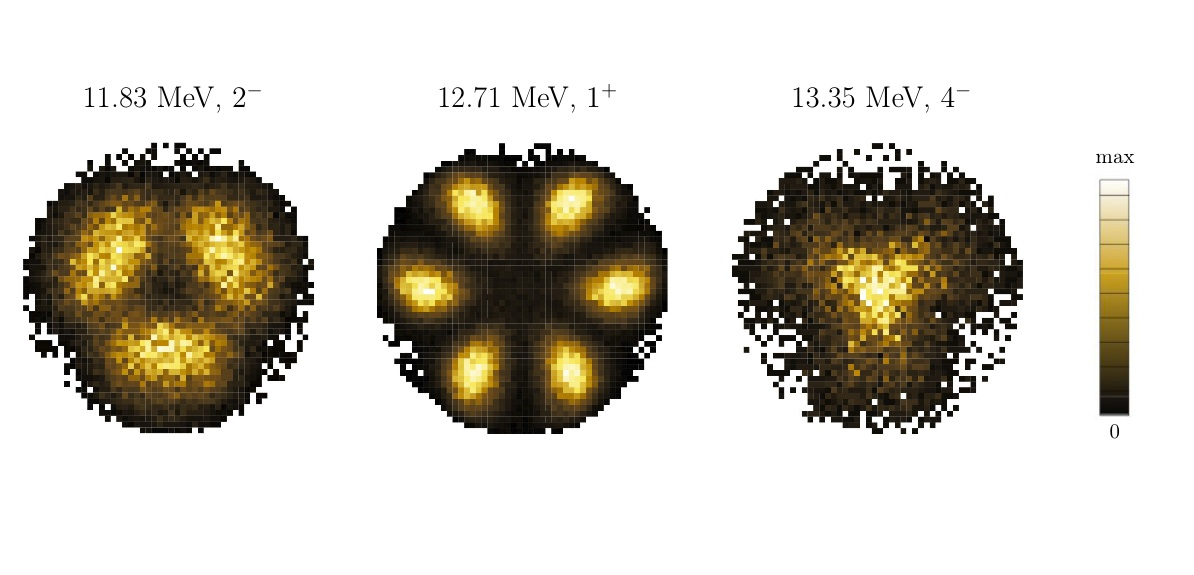 11.83 MeV, 2⁻
12.71 MeV, 1⁺
13.35 MeV, 4⁻
max
0